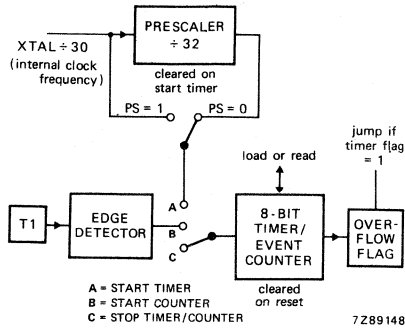 PRESCALER
÷ 32
XTAL ÷ 30
(internal clock
frequency)
cleared on
start timer
PS = 1
PS = 0
jump if
timer flag
= 1
load or read
A
T1
EDGE
DETECTOR
B
C
8-BIT
TIMER/
EVENT
COUNTER
OVER-
FLOW
FLAG
cleared
on reset
A = START TIMER
B = START COUNTER
C = STOP TIMER/COUNTER
7Z89148